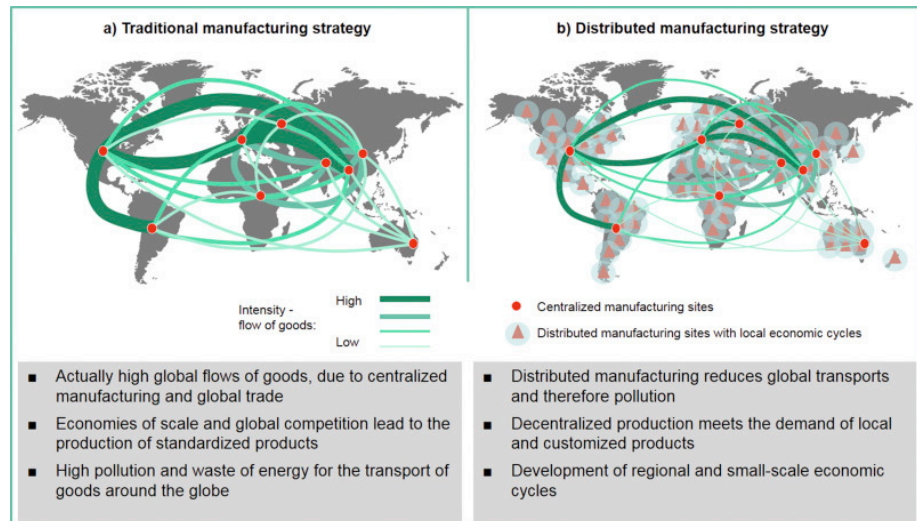 a) Traditional manufacturing strategy
b) Distributed manufacturing strategy
Intensity -
flow of goods:
High
Low
Centralized manufacturing sites
Distributed manufacturing sites with local economic cycles
■ Actually high global flows of goods, due to centralized
manufacturing and global trade
■ Economies of scale and global competition lead to the
production of standardized products
■ High pollution and waste of energy for the transport of
goods around the globe
■ Distributed manufacturing reduces global transports
and therefore pollution
■ Decentralized production meets the demand of local
and customized products
■ Development of regional and small-scale economic
cycles